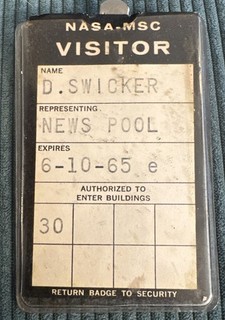 NASA-MSC
VISITOR
NAME
D.SWICKER
REPRESENTING
NEWS POOL
EXPIRES
6-10-65 e
AUTHORIZED TO
ENTER BUILDINGS
30
RETURN BADGE TO SECURITY